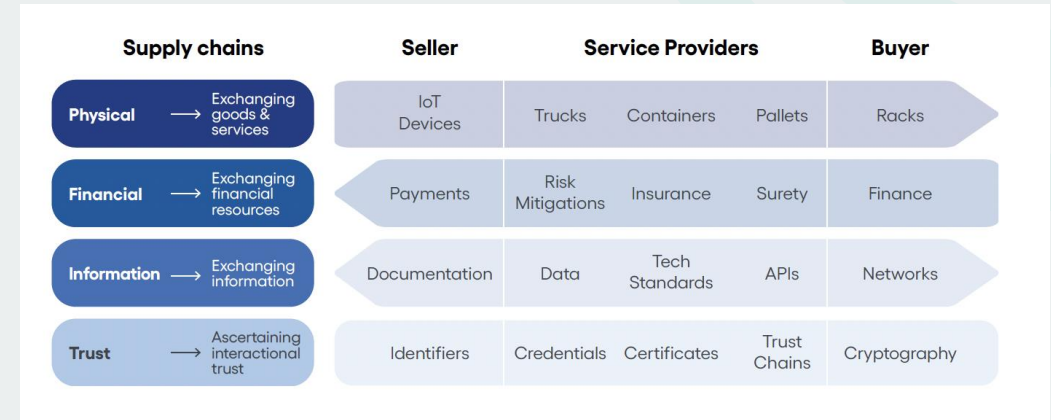 Supply chains Seller Service Providers Buyer
Physical → Exchanging
goods &
services
IoT
Devices
Trucks Containers Pallets Racks
Financial → Exchanging
financial
resources
Payments
Risk
Mitigations
Insurance Surety Finance
Information → Exchanging
information
Documentation Data
Tech
Standards
APIs Networks
Trust → Ascertaining
interactional
trust
Identifiers Credentials Certificates
Trust
Chains
Cryptography